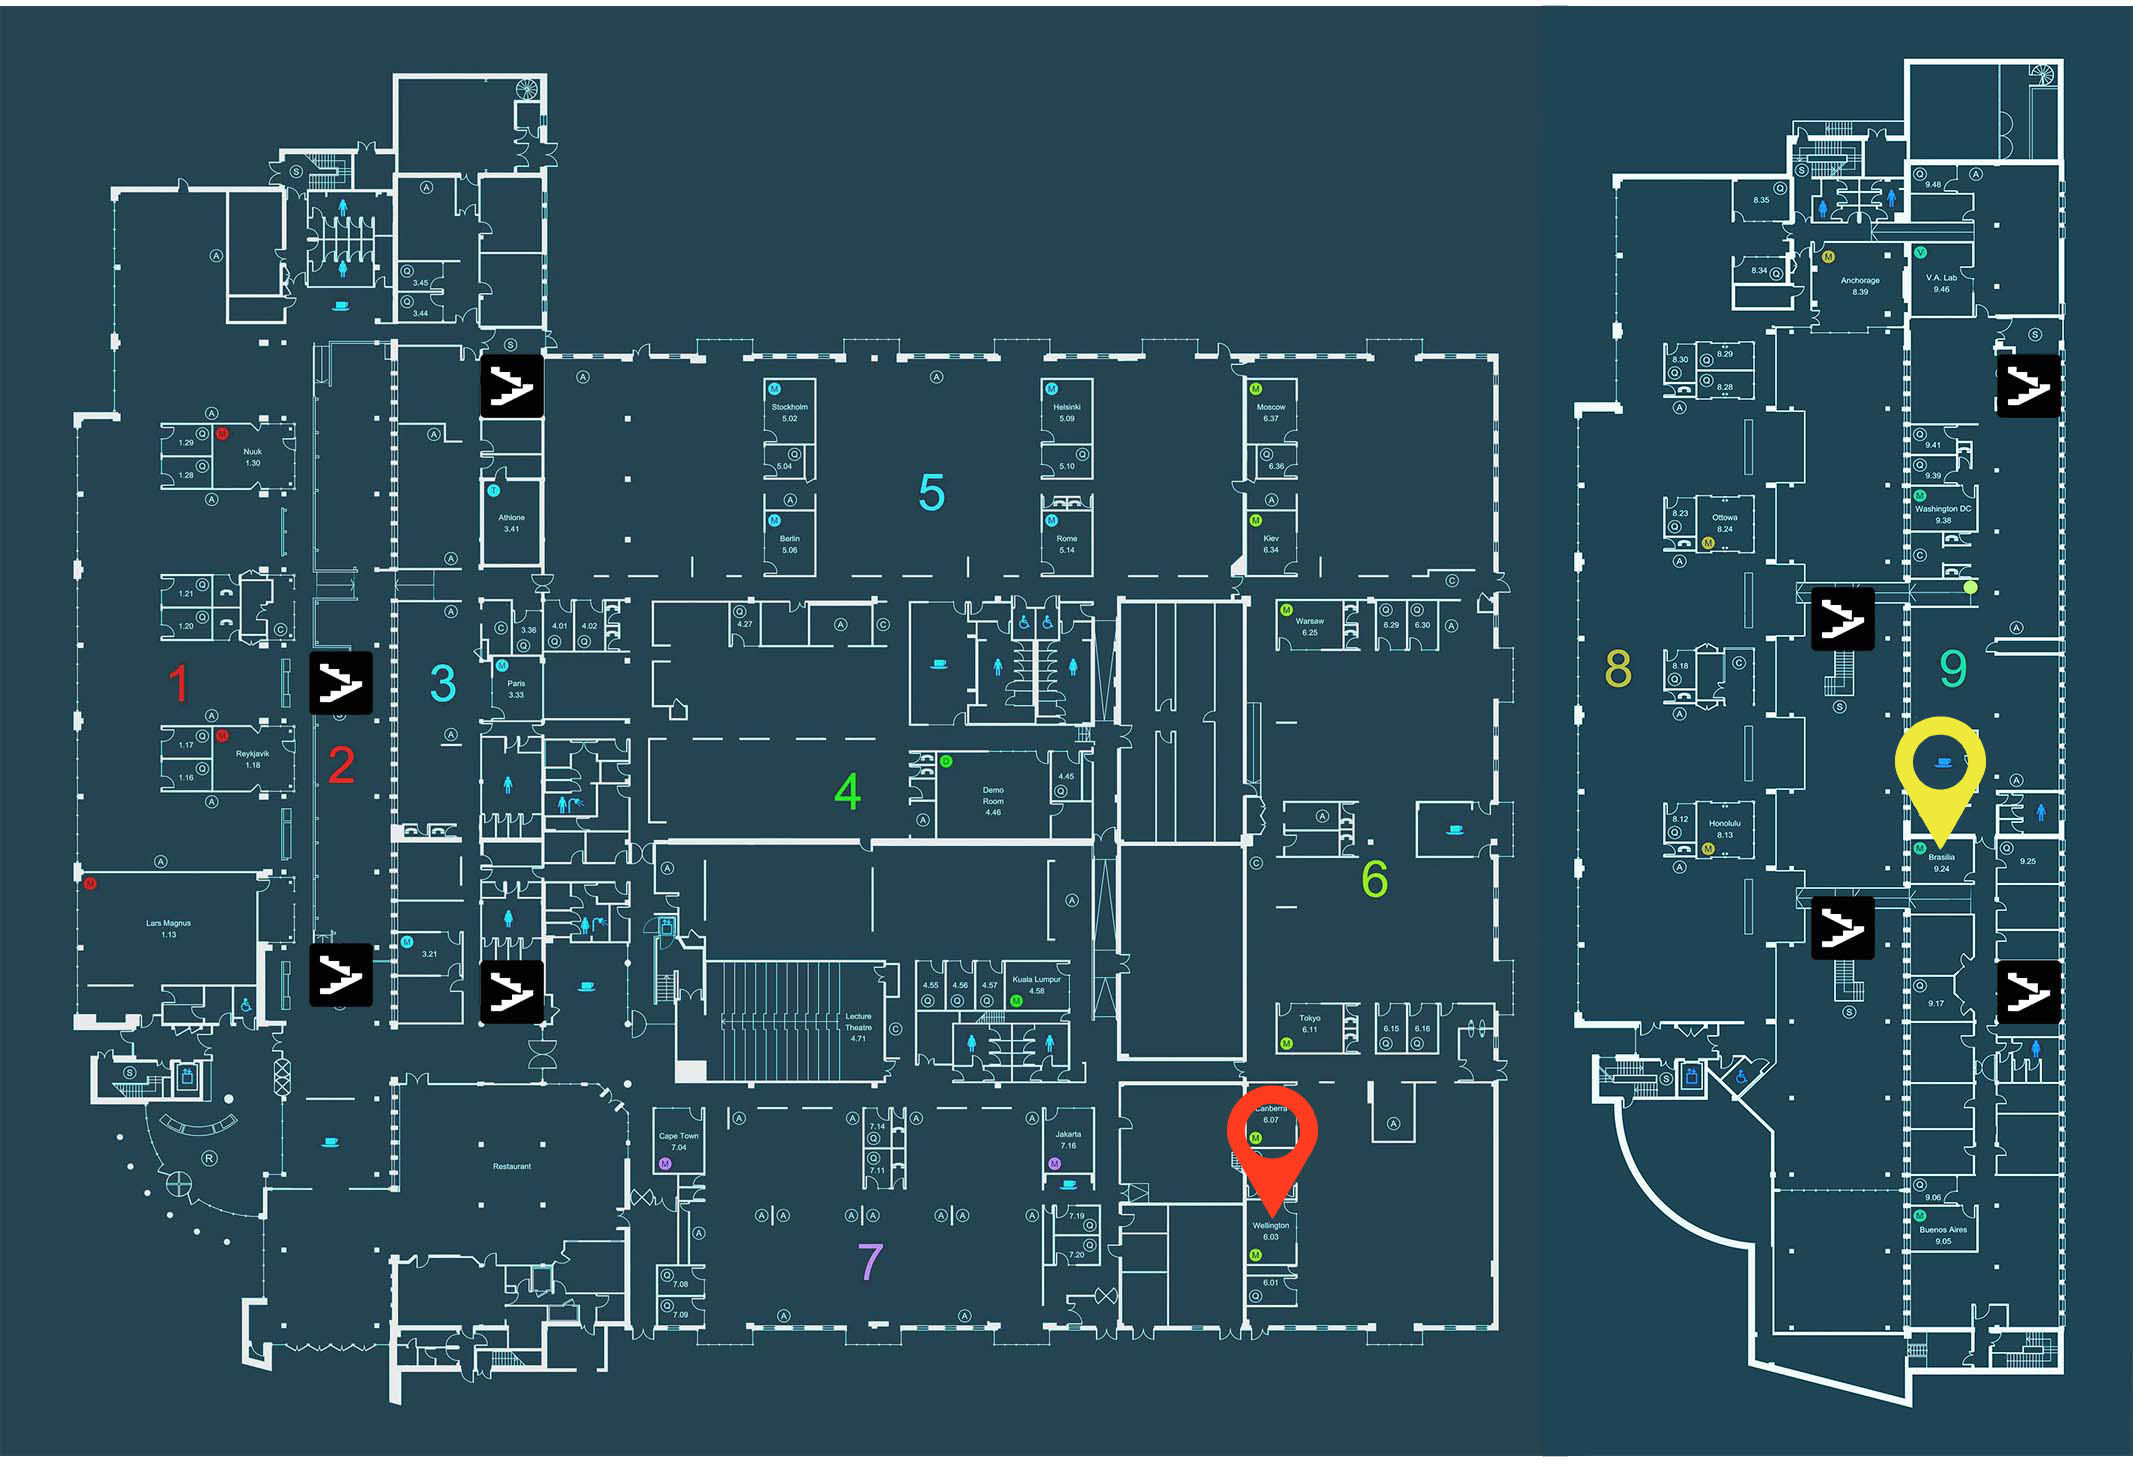 S
A
A
Q
3.45
Q
3.44
S
A
A
A
1.29
Q
M
Nuuk
1.30
1.28
Q
A
A
T
Athlone
3.41
A
M
Stockholm
5.02
Q
5.04
A
M
Berlin
5.06
A
5
M
Helsinki
5.09
Q
5.10
M
Rome
5.14
M
Moscow
6.37
Q
6.36
A
M
Kiev
6.34
C
1.21
Q
1.20
Q
C
A
C
3.36
Q
4.01
Q
4.02
Q
Q
4.27
A
C
M
Warsaw
6.25
Q
6.29
Q
6.30
A
1
2
3
M
Paris
3.33
A
A
1.17
Q
M
Reykjavik
1.18
1.16
Q
A
A
4
D
Demo
Room
4.46
4.45
Q
A
A
C
6
M
Lars Magnus
1.13
M
3.21
A
A
Lecture
Theatre
4.71
C
4.55
Q
4.56
Q
4.57
Q
Kuala Lumpur
4.58
M
Tokyo
6.11
M
6.15
Q
6.16
Q
S
R
Restaurant
Cape Town
7.04
M
A
7.14
Q
7.11
Q
A
Jakarta
7.16
M
Canberra
6.07
M
A
A
A
A
A
A
A
A
A
7
7.19
Q
7.20
Q
Q
7.08
Q
7.09
A
A
Wellington
6.03
M
6.01
Q
S
Q
8.35
Q
9.48
A
8.34
Q
M
Anchorage
8.39
V
V.A. Lab
9.46
S
8.30
Q
8.29
Q
8.28
Q
A
Q
9.41
Q
9.39
M
Washington DC
9.38
C
8.23
Q
Ottowa
8.24
M
A
A
8
8.18
Q
C
A
S
9
A
8.12
Q
Honolulu
8.13
M
A
M
Brasilia
9.24
Q
9.25
Q
9.17
S
S
Q
9.06
M
Buenos Aires
9.05